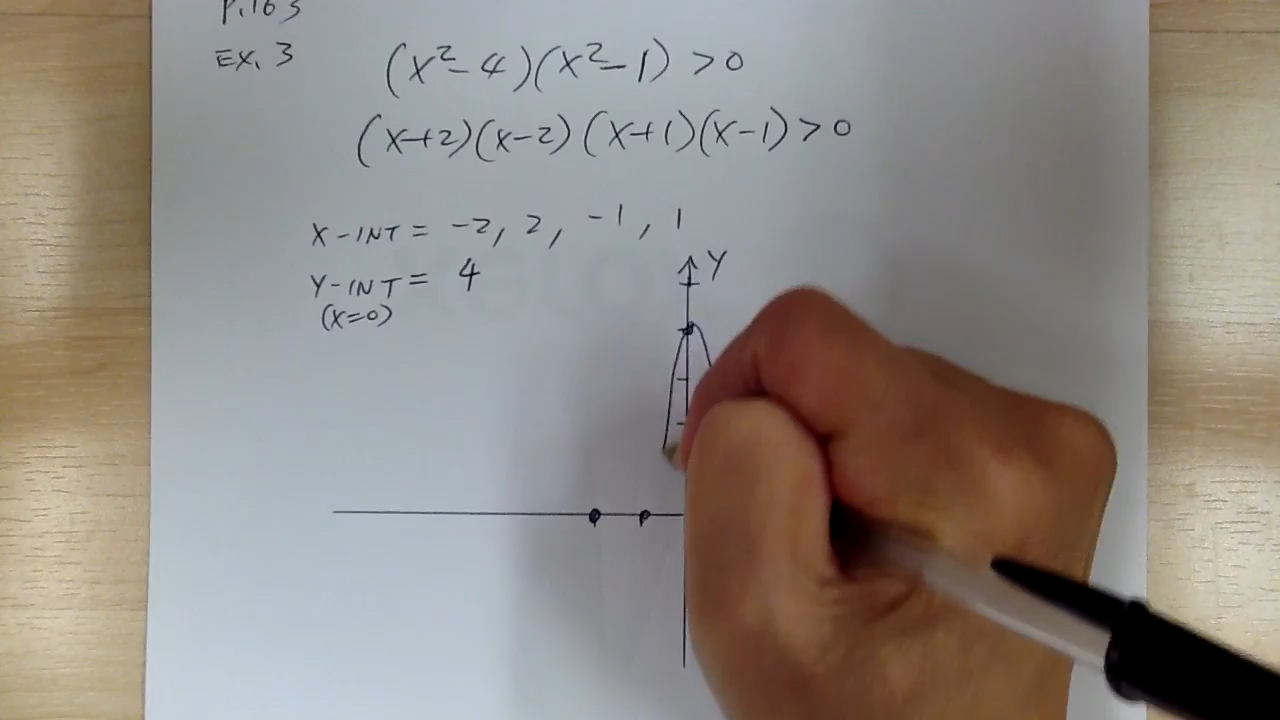 P.163
EX. 3
(x²-4)(x²-1) >0
(x+2)(x-2)(x+1)(x-1)>0
X-INT = -2, 2, -1, 1
Y-INT = 4
(X=0)
Y